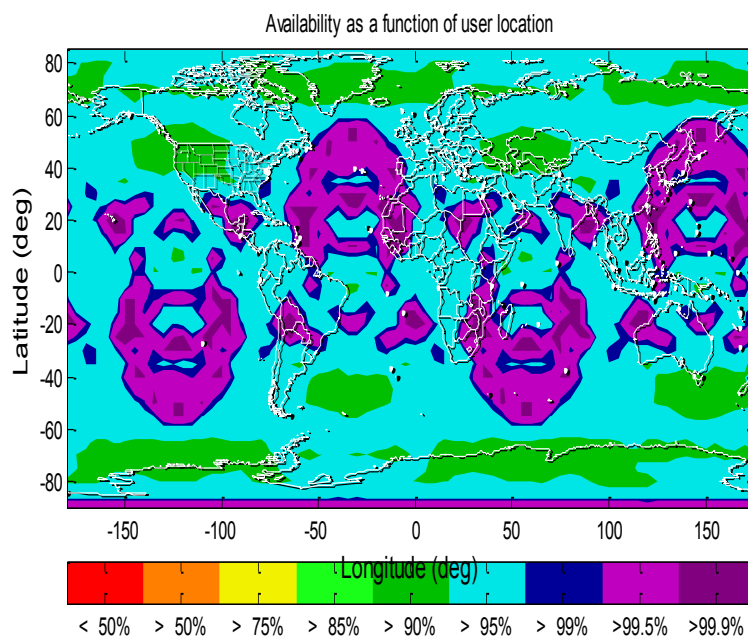 Availability as a function of user location
Latitude (deg)
80
60
40
20
0
-20
-40
-60
-80
-150 -100 -50 0 50 100 150
Longitude (deg)
< 50% > 50% > 75% > 85% > 90% > 95% > 99% >99.5% >99.9%